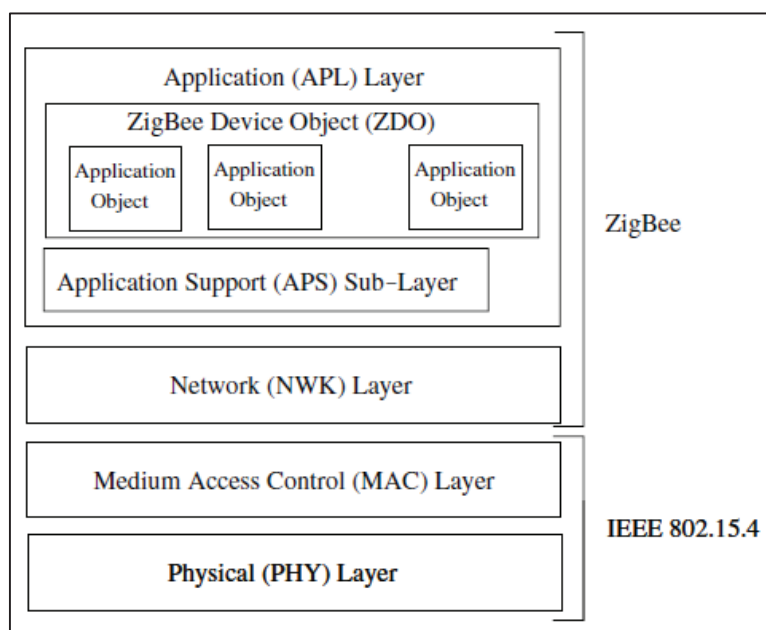 Application (APL) Layer
ZigBee Device Object (ZDO)
Application
Object
Application
Object
Application
Object
Application Support (APS) Sub-Layer
ZigBee
Network (NWK) Layer
Medium Access Control (MAC) Layer
IEEE 802.15.4
Physical (PHY) Layer